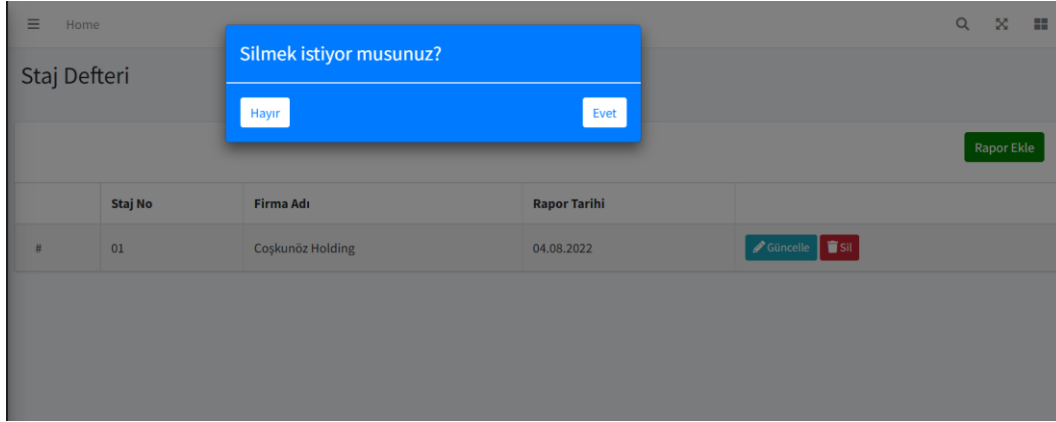 Home
Silmek istiyor musunuz?
Staj Defteri
Hayır Evet
Rapor Ekle
Staj No Firma Adı Rapor Tarihi
# 01 Coşkunöz Holding 04.08.2022 Güncelle Sil